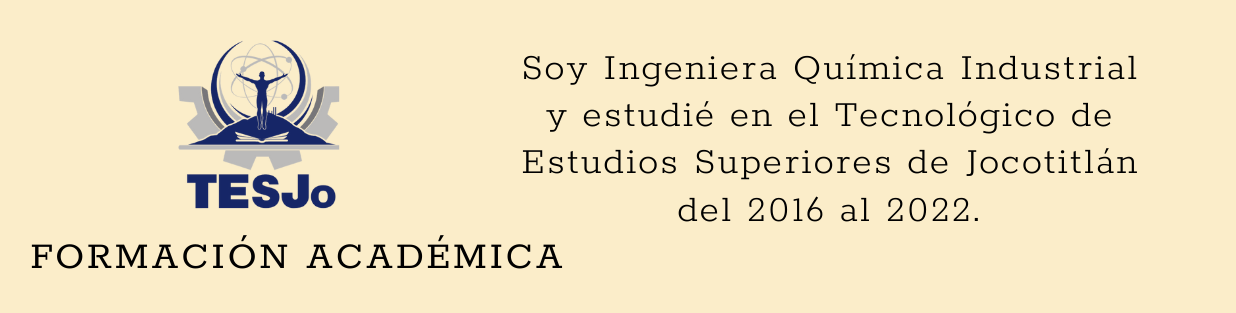 TESJo
FORMACIÓN ACADÉMICA
Soy Ingeniera Química Industrial
y estudié en el Tecnológico de
Estudios Superiores de Jocotitlán
del 2016 al 2022.